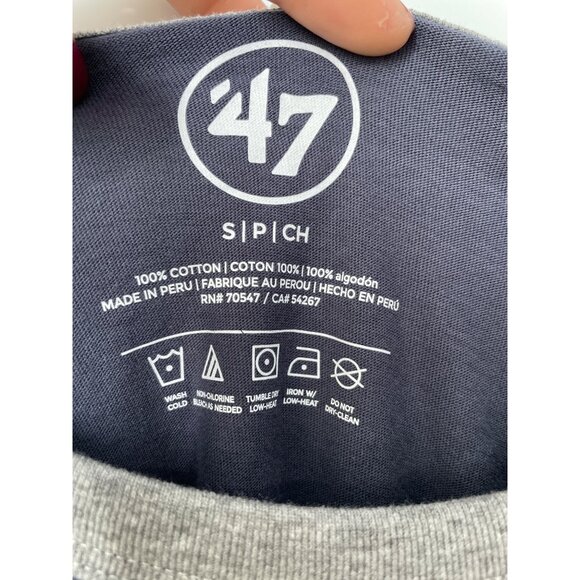 '47
S | P | CH
100% COTTON | COTON 100% | 100% algodón
MADE IN PERU | FABRIQUE AU PEROU | HECHO EN PERÚ
RN# 70547 / CA# 54267
WASH COLD
NON-CHLORINE BLEACH AS NEEDED
TUMBLE DRY LOW-HEAT
IRON W/ LOW-HEAT
DO NOT DRY-CLEAN